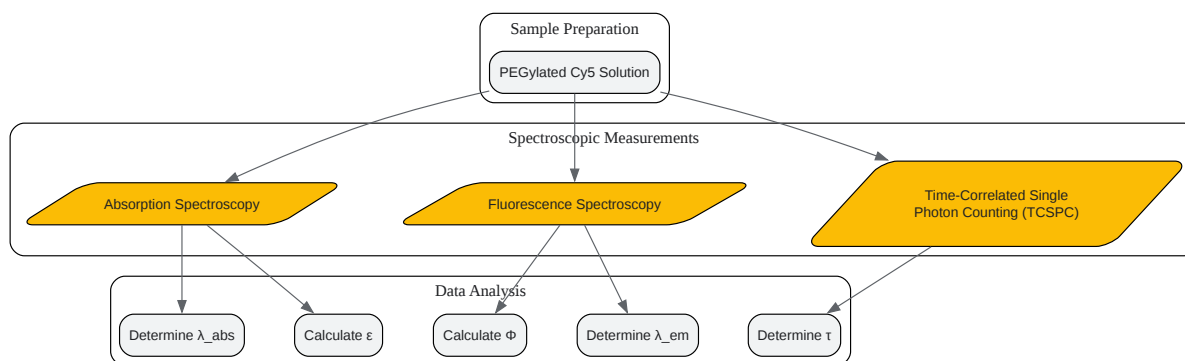 Sample Preparation
PEGylated Cy5 Solution
Spectroscopic Measurements
Absorption Spectroscopy
Fluorescence Spectroscopy
Time-Correlated Single
Photon Counting (TCSPC)
Data Analysis
Determine λ_abs
Calculate ε
Calculate Φ
Determine λ_em
Determine τ